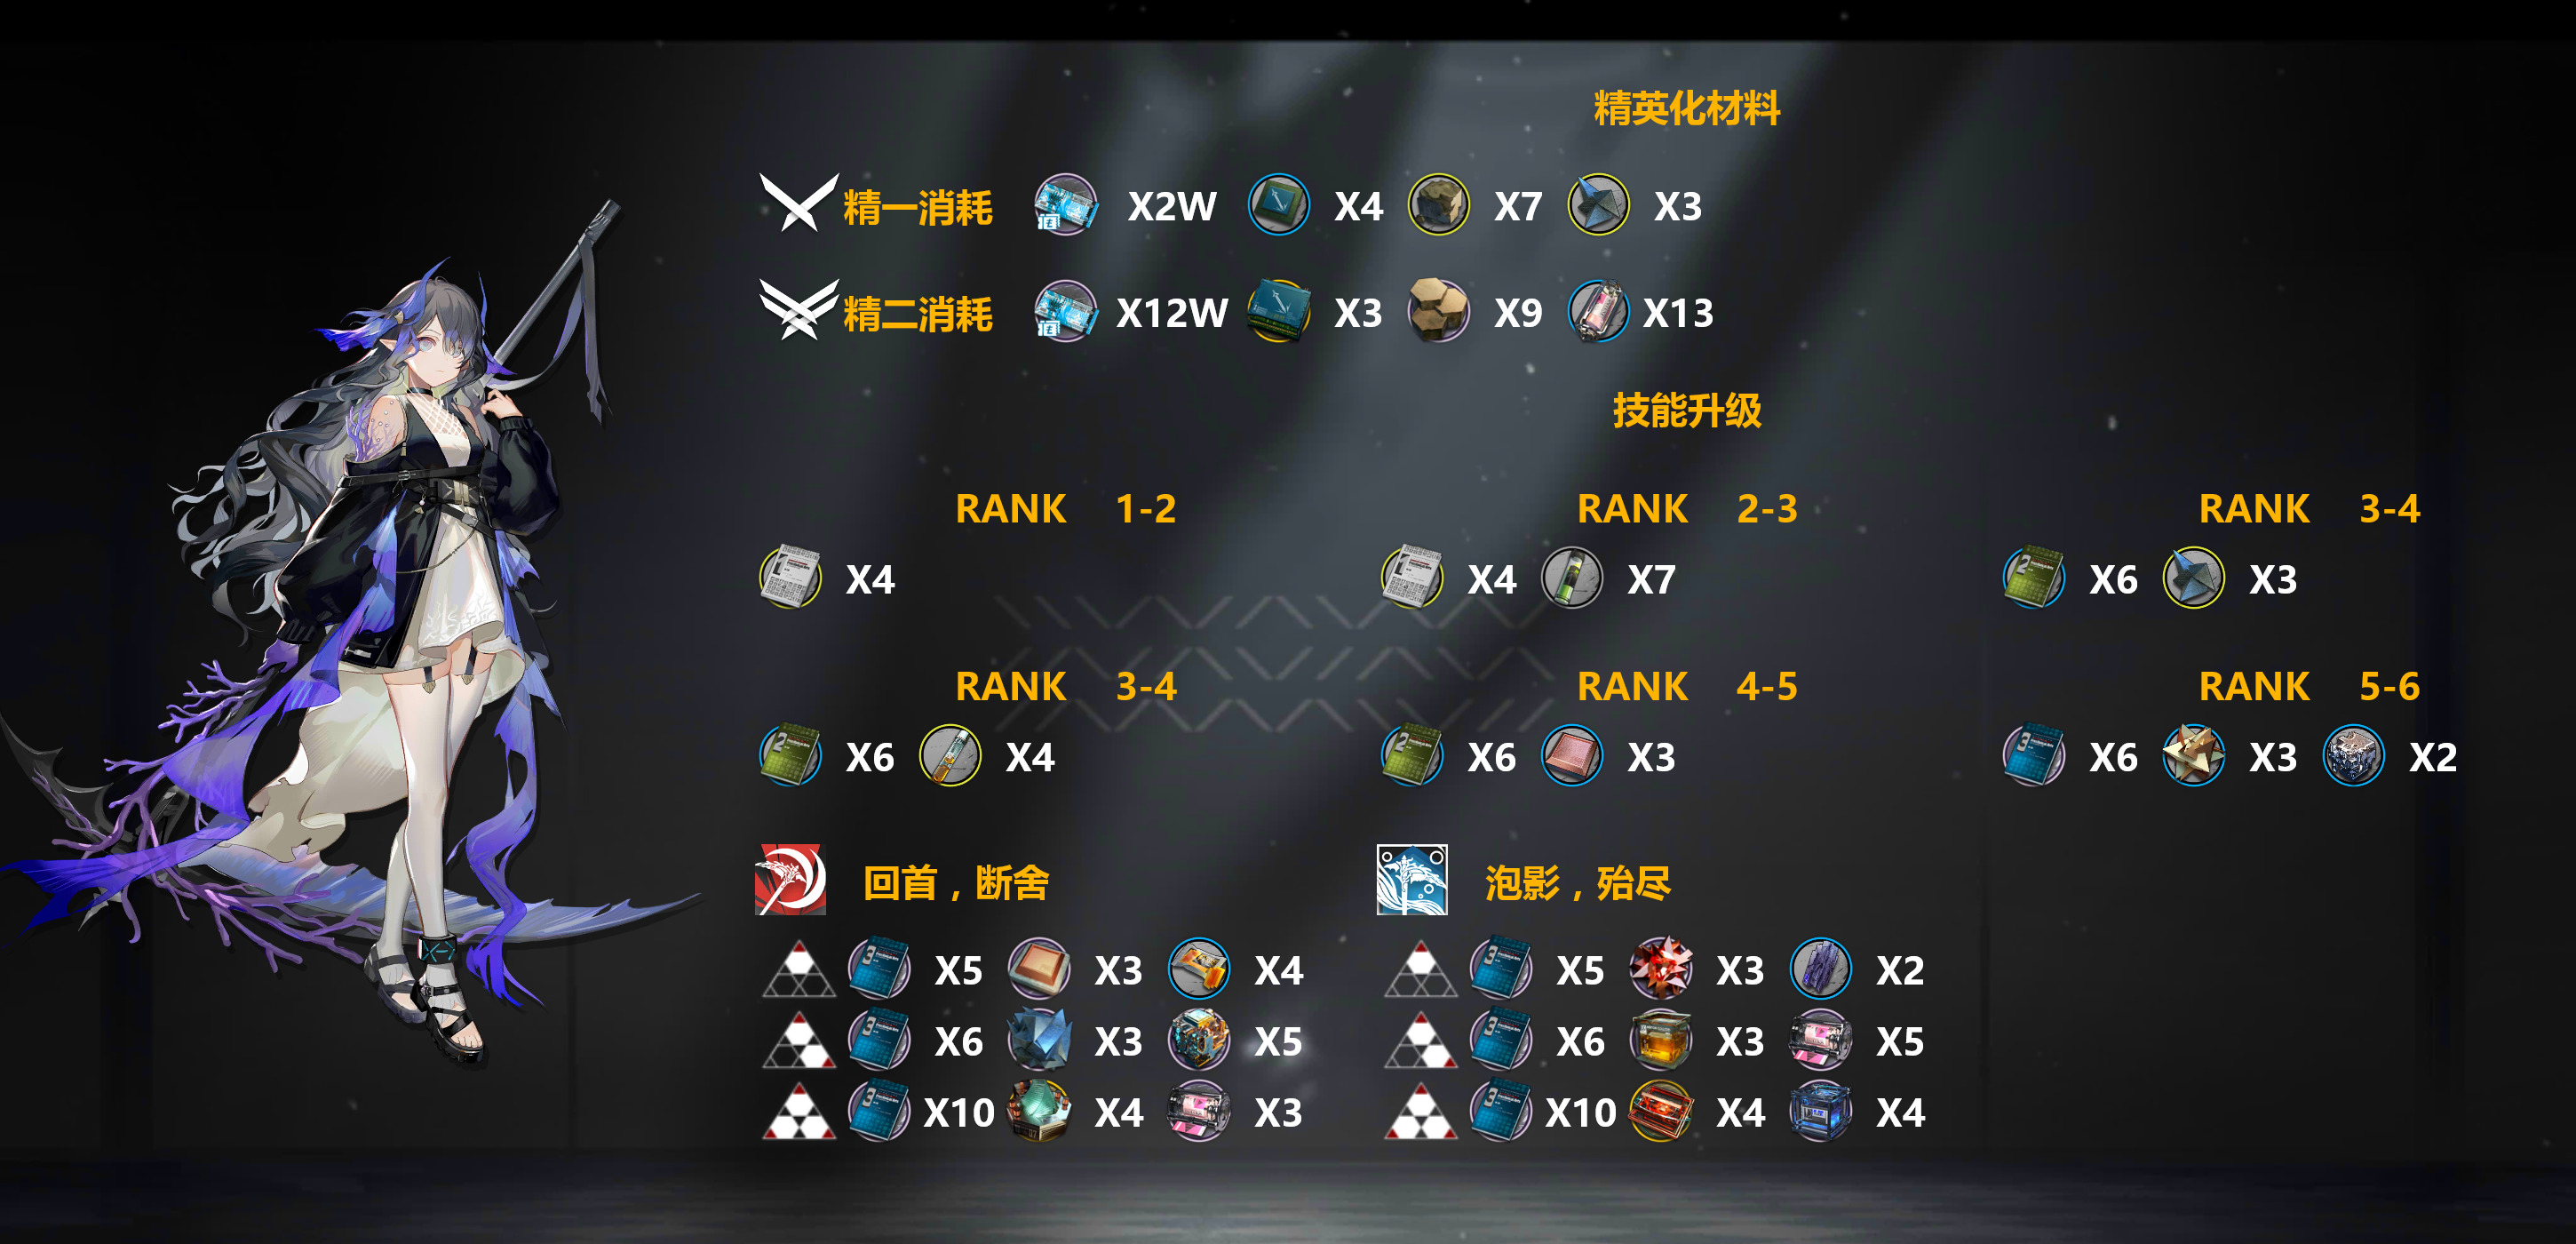 精英化材料
精一消耗 X2W X4 X7 X3
精二消耗 X12W X3 X9 X13
技能升级
RANK 1-2 RANK 2-3 RANK 3-4
X4 X4 X7 X6 X3
RANK 3-4 RANK 4-5 RANK 5-6
X6 X4 X6 X3 X6 X3 X2
回首，断舍 泡影，殆尽
X5 X3 X4 X5 X3 X2
X6 X3 X5 X6 X3 X5
X10 X4 X3 X10 X4 X4